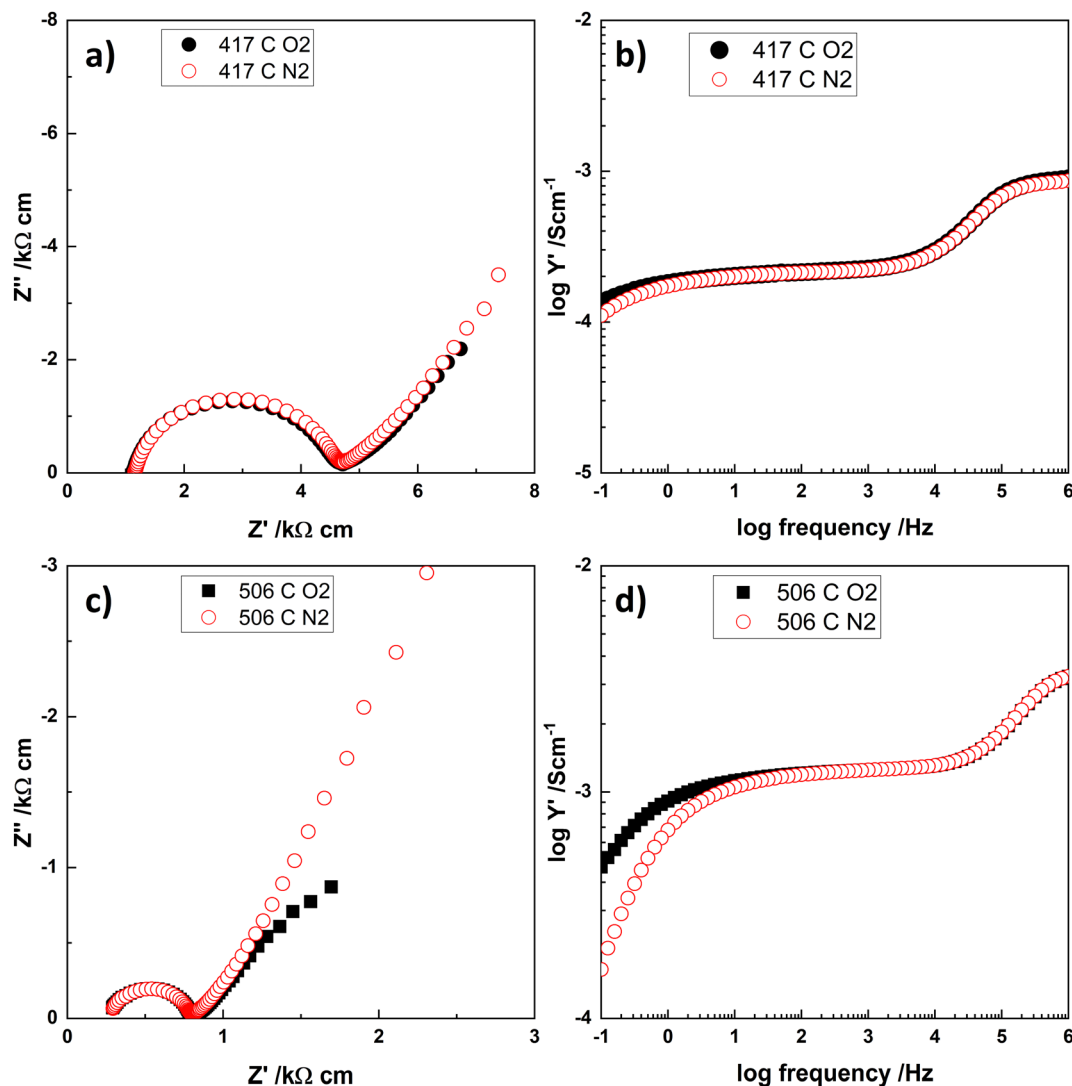 a)
417 C O2
417 C N2
-8
-6
-4
-2
0
0 2 4 6 8
Z'' /kΩ cm
Z' /kΩ cm
b)
417 C O2
417 C N2
-2
-3
-4
-5
-1 0 1 2 3 4 5 6
log Y' /Scm⁻¹
log frequency /Hz
c)
506 C O2
506 C N2
-3
-2
-1
0
0 1 2 3
Z'' /kΩ cm
Z' /kΩ cm
d)
506 C O2
506 C N2
-2
-3
-4
-1 0 1 2 3 4 5 6
log Y' /Scm⁻¹
log frequency /Hz